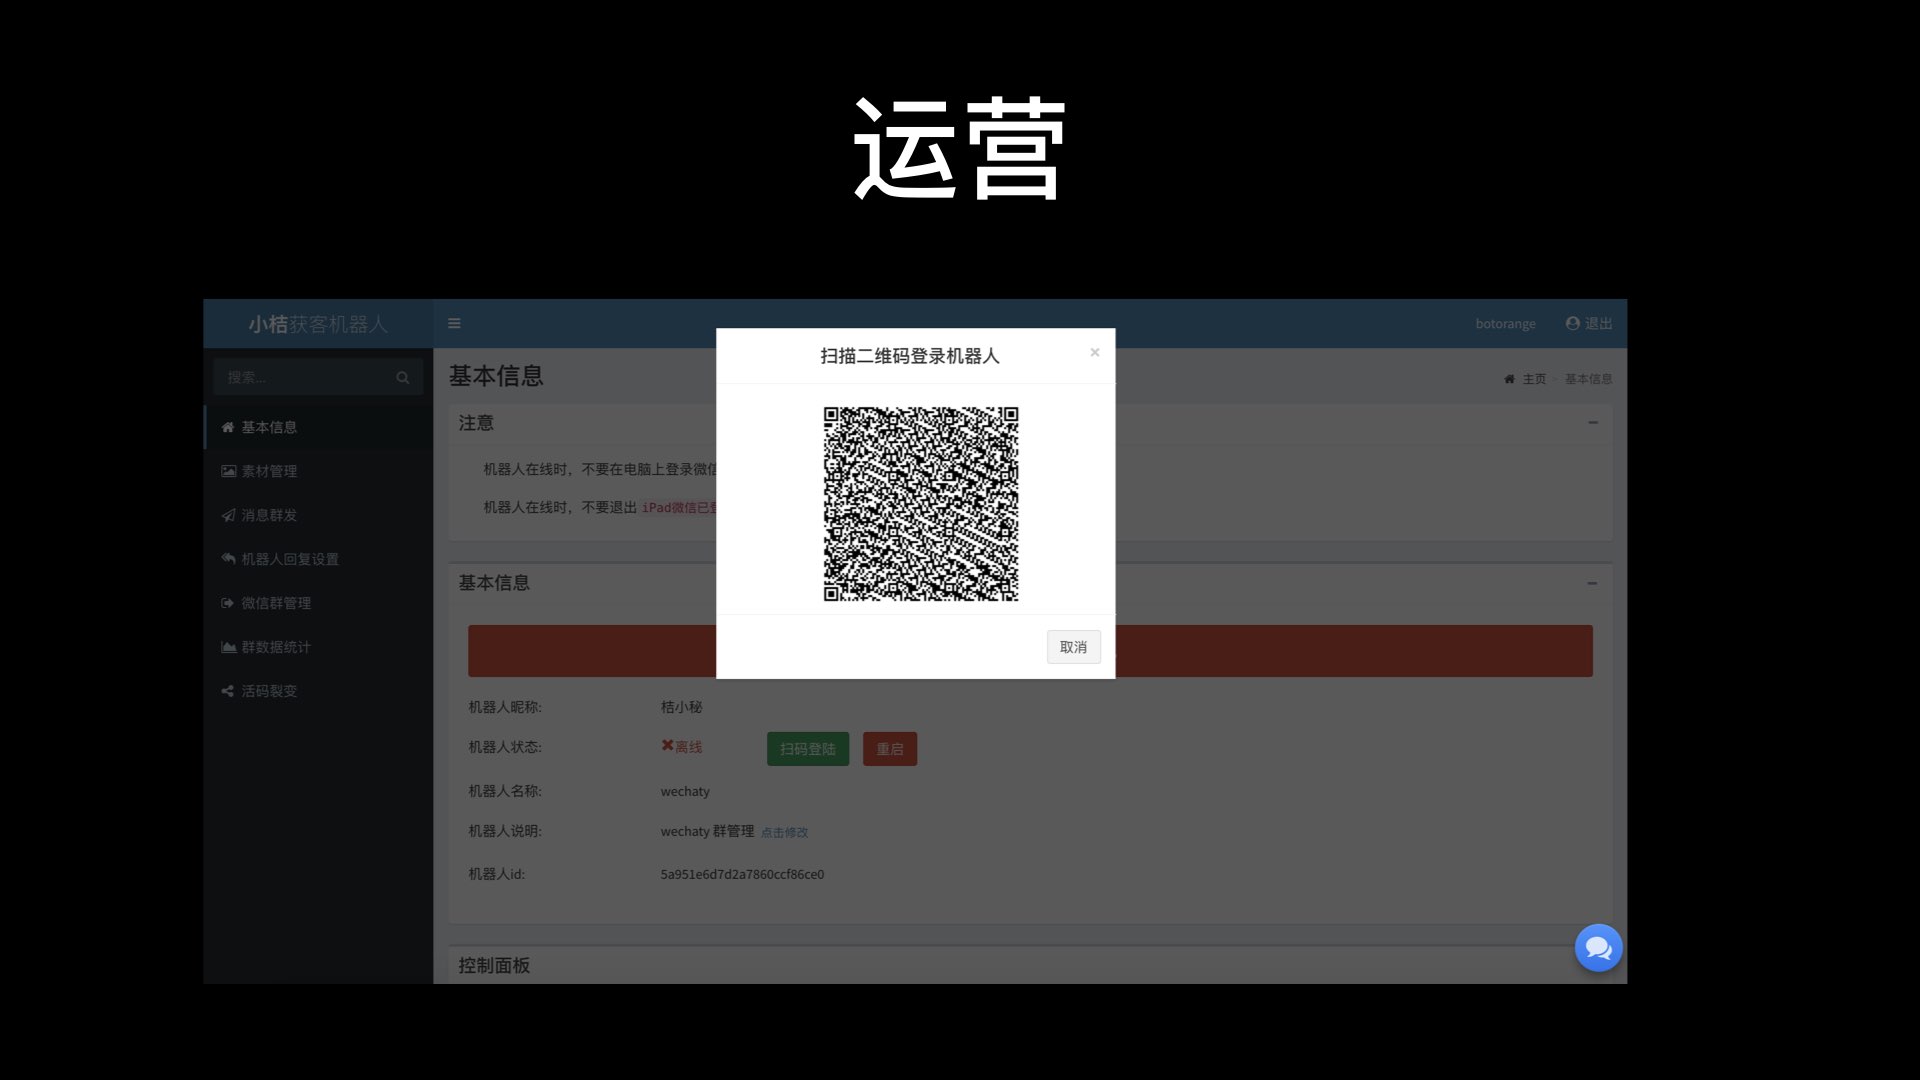 运营
小桔获客机器人
botorange
退出
搜索...
基本信息
素材管理
消息群发
机器人回复设置
微信群管理
群数据统计
活码裂变
基本信息
主页 > 基本信息
注意
机器人在线时，不要在电脑上登录微信
机器人在线时，不要退出 iPad微信已
扫描二维码登录机器人
×
取消
基本信息
机器人昵称: 桔小秘
机器人状态: 离线 扫码登陆 重启
机器人名称: wechaty
机器人说明: wechaty 群管理 点击修改
机器人id: 5a951e6d7d2a7860ccf86ce0
控制面板